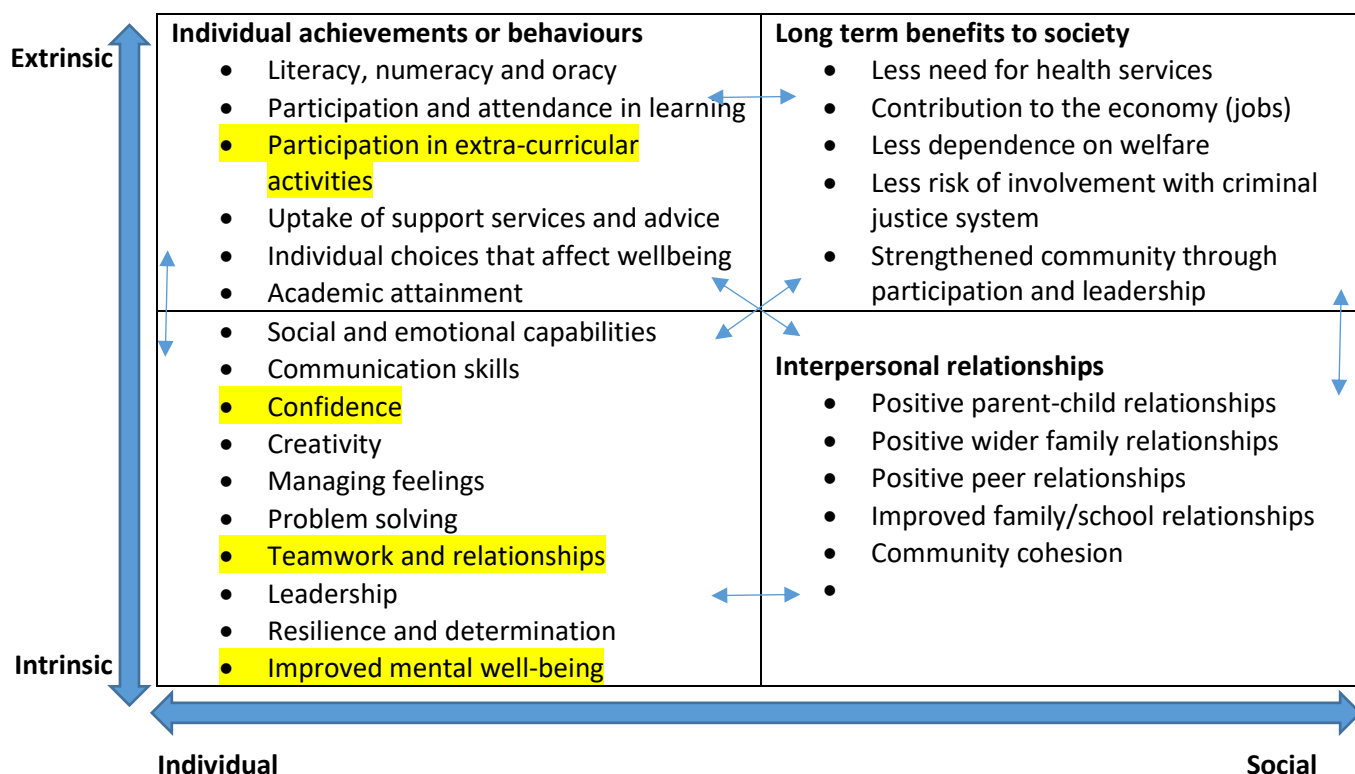 Extrinsic
Individual achievements or behaviours
• Literacy, numeracy and oracy
• Participation and attendance in learning
• Participation in extra-curricular
activities
• Uptake of support services and advice
• Individual choices that affect wellbeing
• Academic attainment
Long term benefits to society
• Less need for health services
• Contribution to the economy (jobs)
• Less dependence on welfare
• Less risk of involvement with criminal
justice system
• Strengthened community through
participation and leadership
• Social and emotional capabilities
• Communication skills
• Confidence
• Creativity
• Managing feelings
• Problem solving
• Teamwork and relationships
• Leadership
• Resilience and determination
• Improved mental well-being
Interpersonal relationships
• Positive parent-child relationships
• Positive wider family relationships
• Positive peer relationships
• Improved family/school relationships
• Community cohesion
•
Intrinsic
Individual
Social